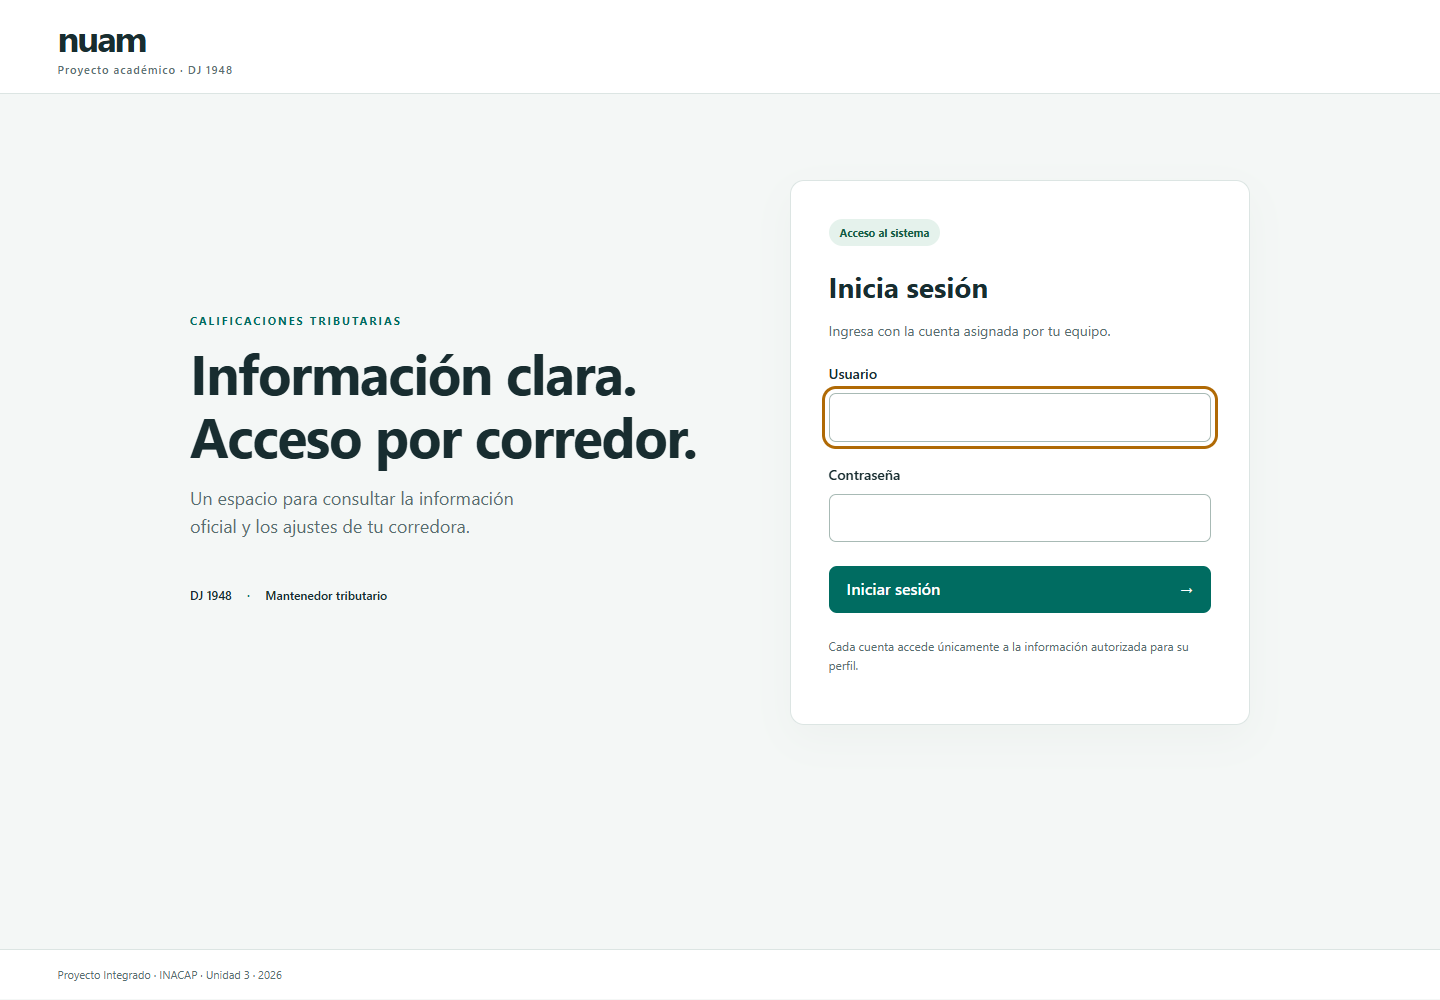 nuam
Proyecto académico · DJ 1948
CALIFICACIONES TRIBUTARIAS
Información clara.
Acceso por corredor.
Un espacio para consultar la información
oficial y los ajustes de tu corredora.
DJ 1948 · Mantenedor tributario
Acceso al sistema
Inicia sesión
Ingresa con la cuenta asignada por tu equipo.
Usuario
Contraseña
Iniciar sesión →
Cada cuenta accede únicamente a la información autorizada para su
perfil.
Proyecto Integrado · INACAP · Unidad 3 · 2026